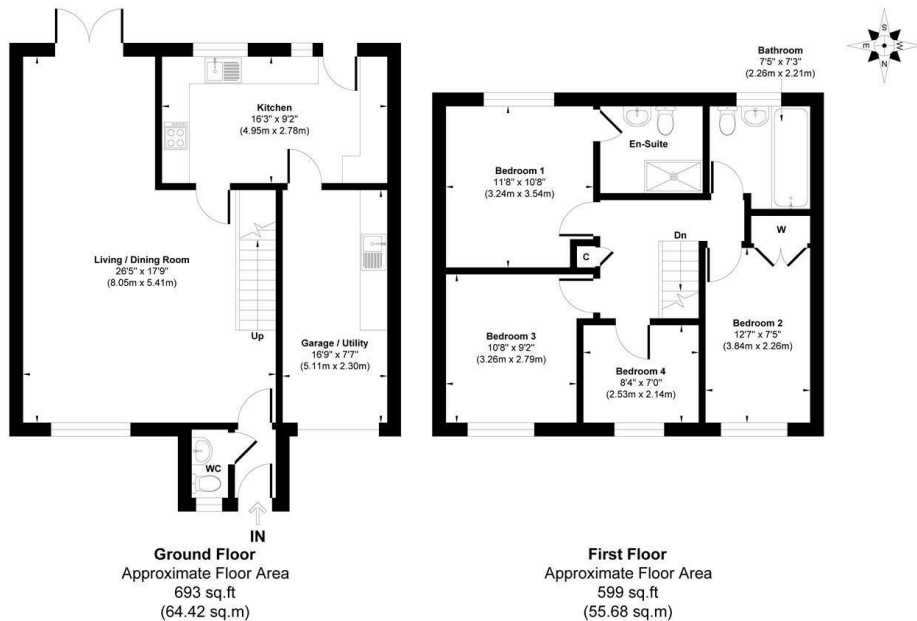 S
E
W
N
Bathroom
7'5" x 7'3"
(2.26m x 2.21m)
Kitchen
16'3" x 9'2"
(4.95m x 2.78m)
En-Suite
Bedroom 1
11'8" x 10'8"
(3.24m x 3.54m)
Dn
W
C
Living / Dining Room
26'5" x 17'9"
(8.05m x 5.41m)
Up
Garage / Utility
16'9" x 7'7"
(5.11m x 2.30m)
Bedroom 3
10'8" x 9'2"
(3.26m x 2.79m)
Bedroom 2
12'7" x 7'5"
(3.84m x 2.26m)
Bedroom 4
8'4" x 7'0"
(2.53m x 2.14m)
WC
IN
Ground Floor
Approximate Floor Area
693 sq.ft
(64.42 sq.m)
First Floor
Approximate Floor Area
599 sq.ft
(55.68 sq.m)